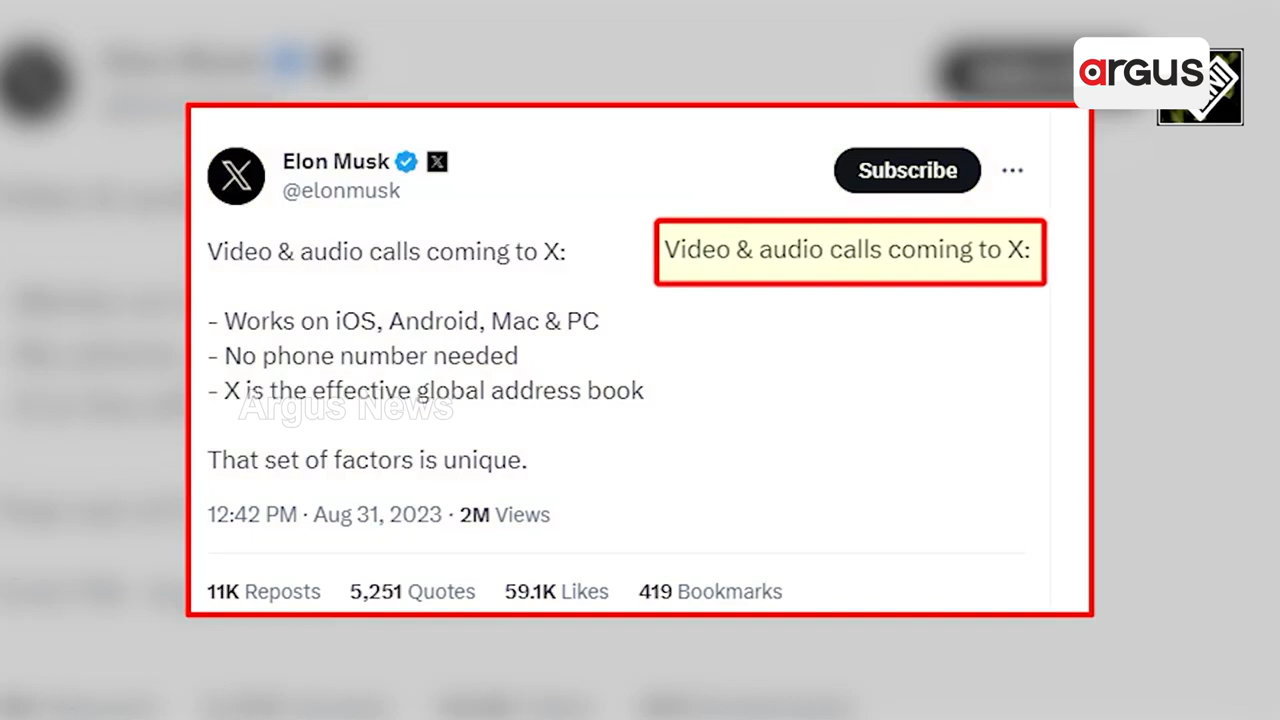 argus
ANI
Elon Musk
@elonmusk
Subscribe
Video & audio calls coming to X:
Video & audio calls coming to X:
- Works on iOS, Android, Mac & PC
- No phone number needed
- X is the effective global address book
Argus News
That set of factors is unique.
12:42 PM · Aug 31, 2023 · 2M Views
11K Reposts 5,251 Quotes 59.1K Likes 419 Bookmarks